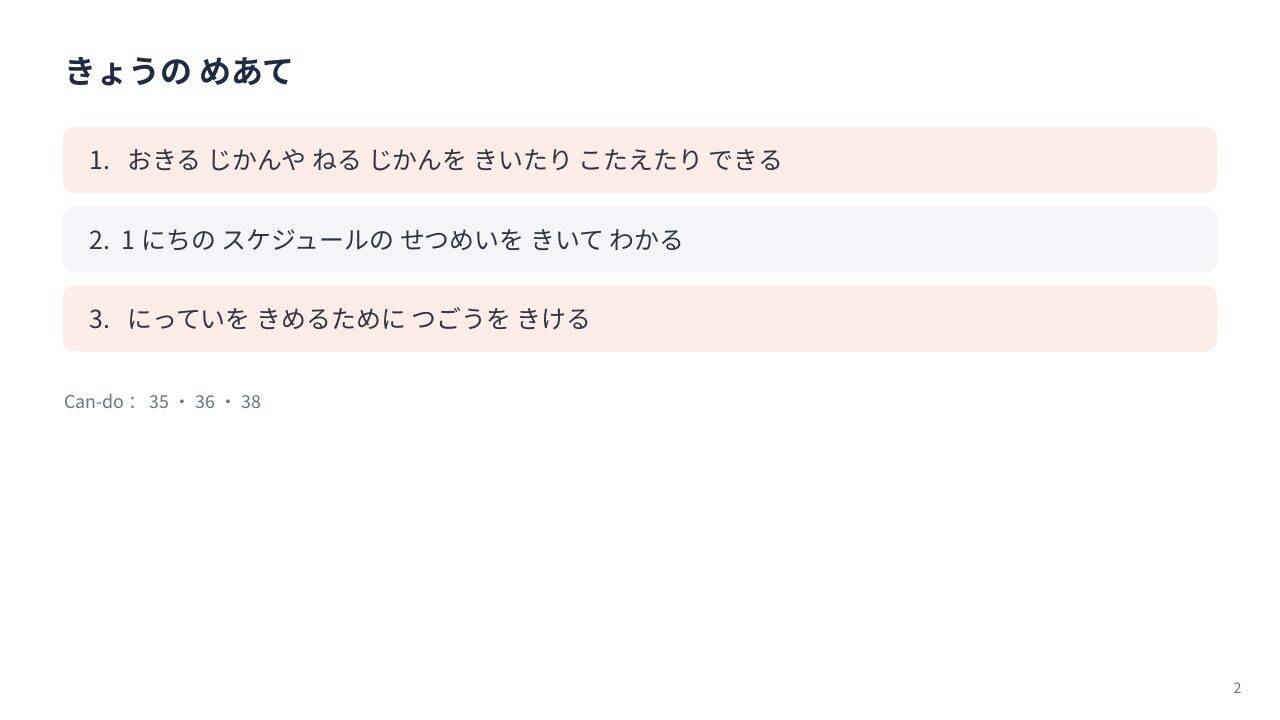 きょうの めあて
1. おきる じかんや ねる じかんを きいたり こたえたり できる
2. 1 にちの スケジュールの せつめいを きいて わかる
3. にっていを きめるために つごうを きける
Can-do： 35 ・ 36 ・ 38
2